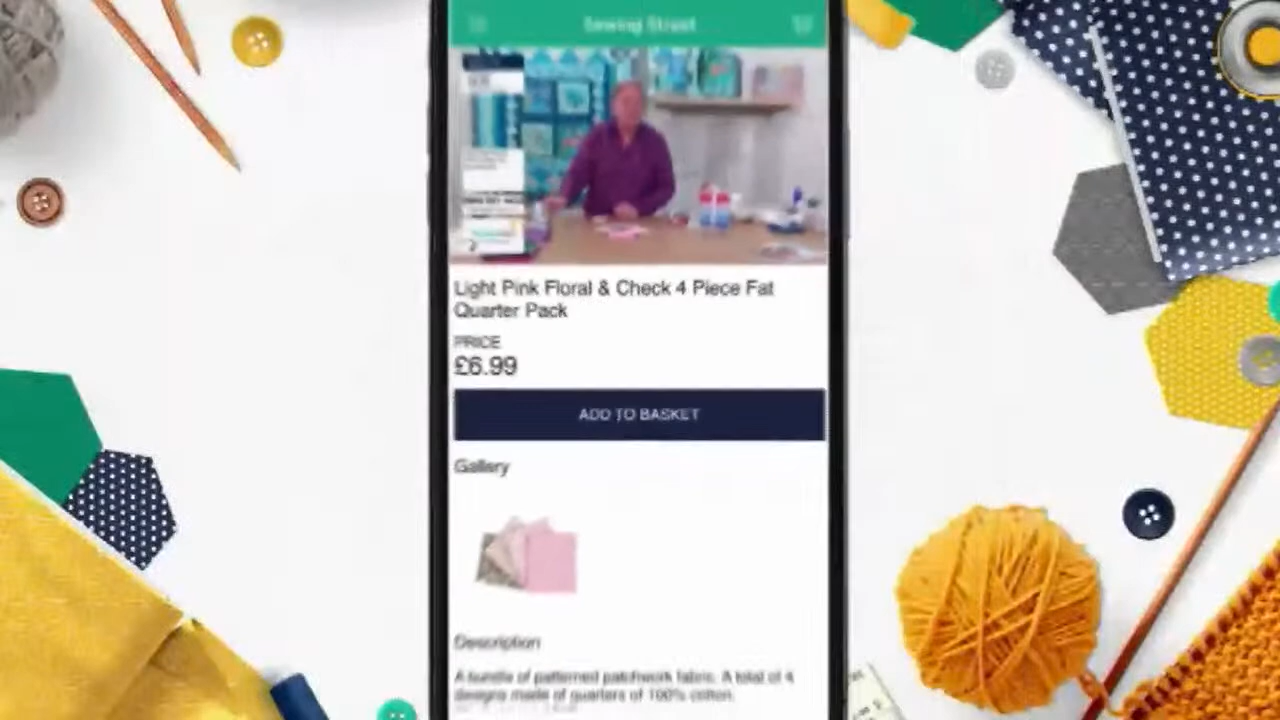 Sewing Street
Light Pink Floral & Check 4 Piece Fat
Quarter Pack
PRICE
£6.99
ADD TO BASKET
Gallery
Description
A bundle of patterned patchwork fabric. A total of 4
designs made of quarters of 100% cotton.